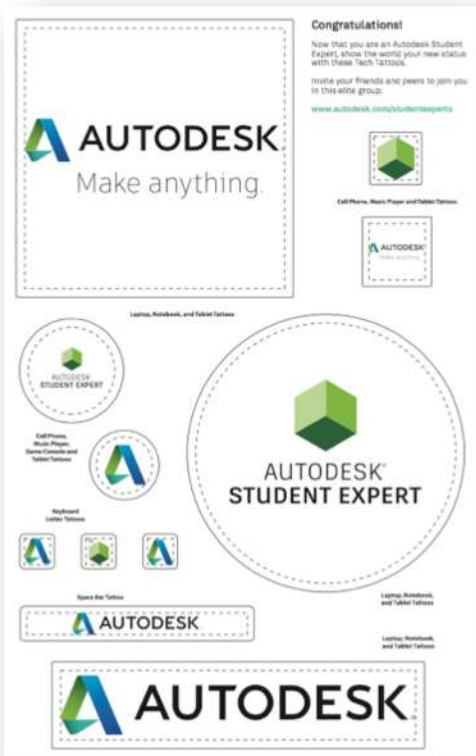 AUTODESK
Make anything.
Congratulations!
Now that you are an Autodesk Student
Expert, show the world your new status
with these Tech Tattoos.
Invite your friends and peers to join you
in this elite group:
www.autodesk.com/studentexperts
Cell Phone, Music Player and Tablet Tattoos
AUTODESK®
Make anything.
Laptop, Notebook, and Tablet Tattoos
AUTODESK
STUDENT EXPERT
Cell Phone,
Music Player,
Game Console and
Tablet Tattoos
AUTODESK®
STUDENT EXPERT
Keyboard
Letter Tattoos
Laptop, Notebook,
and Tablet Tattoos
Space Bar Tattoo
AUTODESK
Laptop, Notebook,
and Tablet Tattoos
AUTODESK